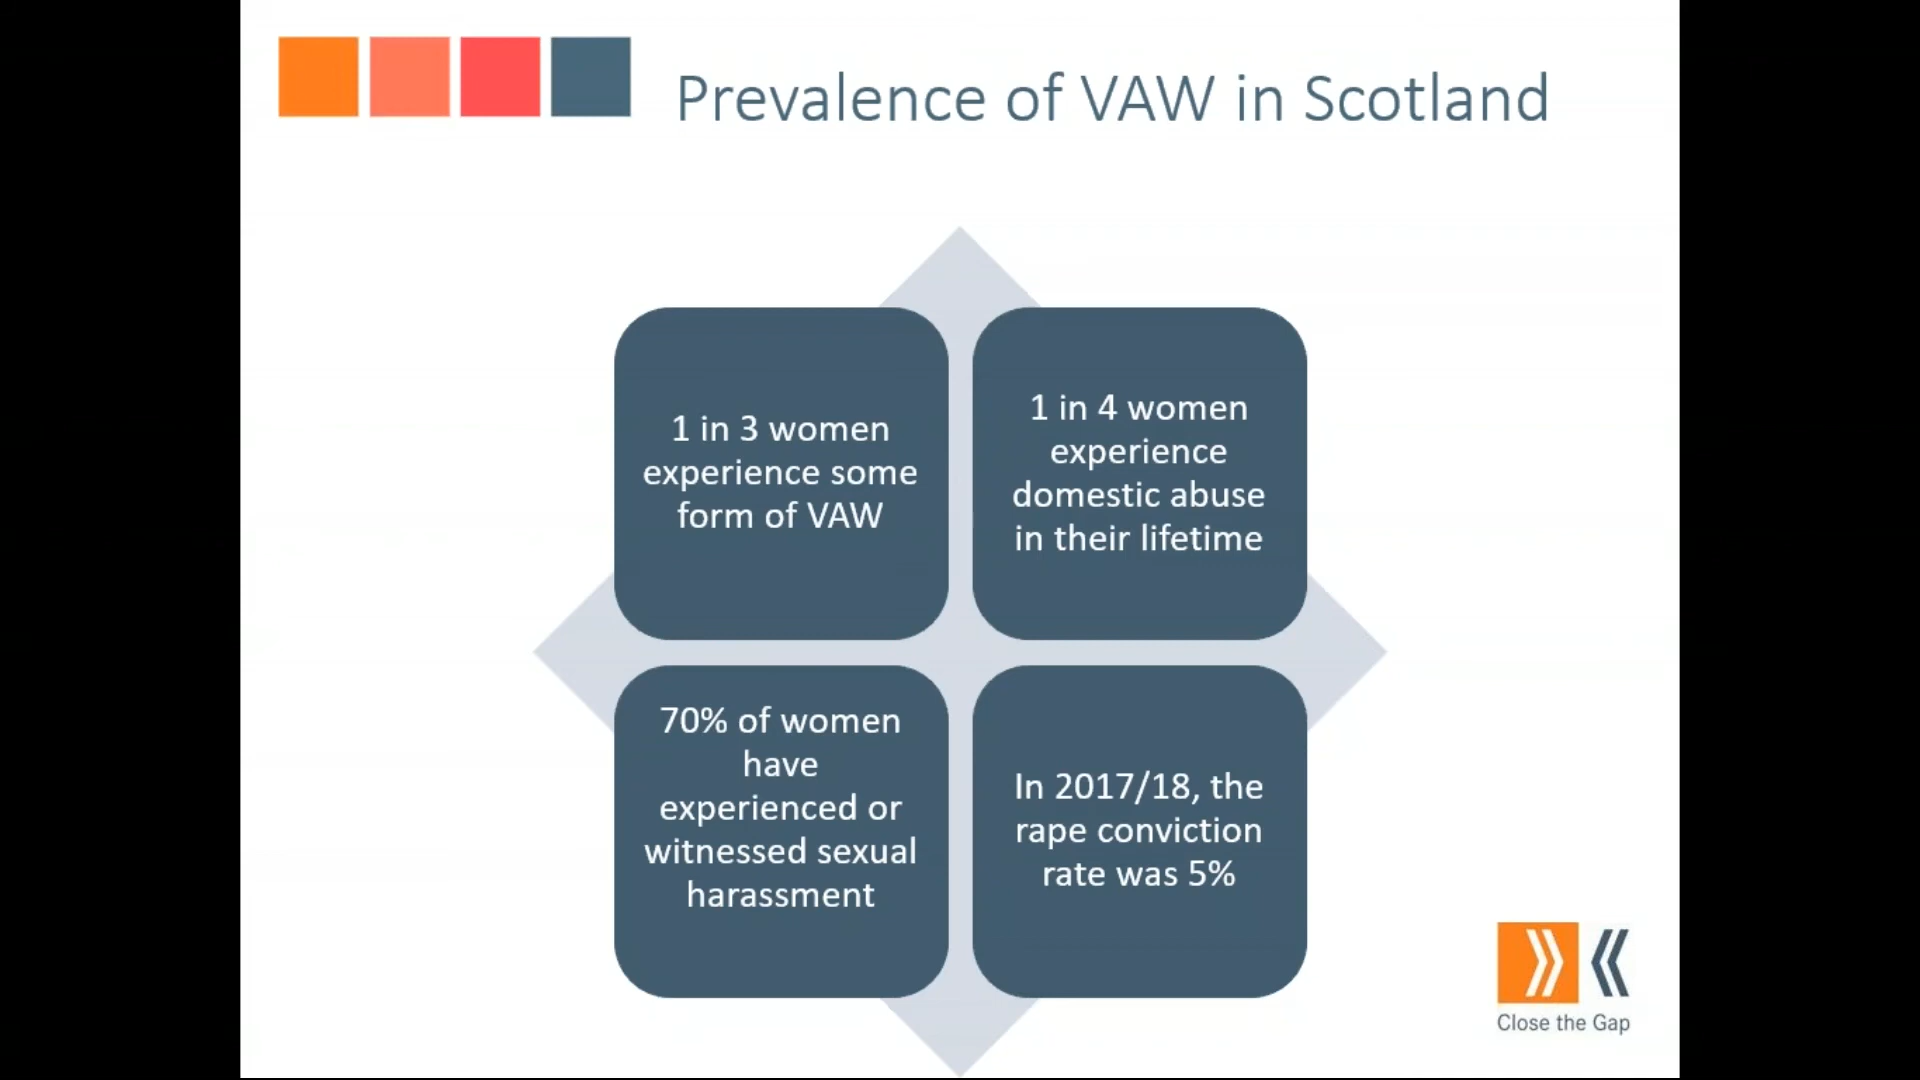 Prevalence of VAW in Scotland
1 in 3 women
experience some
form of VAW
1 in 4 women
experience
domestic abuse
in their lifetime
70% of women
have
experienced or
witnessed sexual
harassment
In 2017/18, the
rape conviction
rate was 5%
Close the Gap